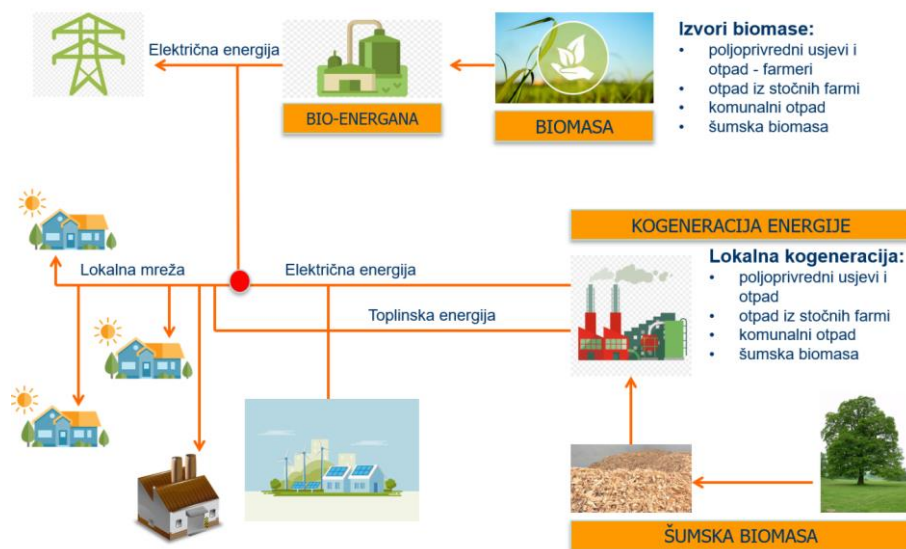 Električna energija
BIO-ENERGANA
BIOMASA
Izvori biomase:
• poljoprivredni usjevi i
otpad - farmeri
• otpad iz stočnih farmi
• komunalni otpad
• šumska biomasa
KOGENERACIJA ENERGIJE
Lokalna mreža
Električna energija
Toplinska energija
Lokalna kogeneracija:
• poljoprivredni usjevi i
otpad
• otpad iz stočnih farmi
• komunalni otpad
• šumska biomasa
ŠUMSKA BIOMASA